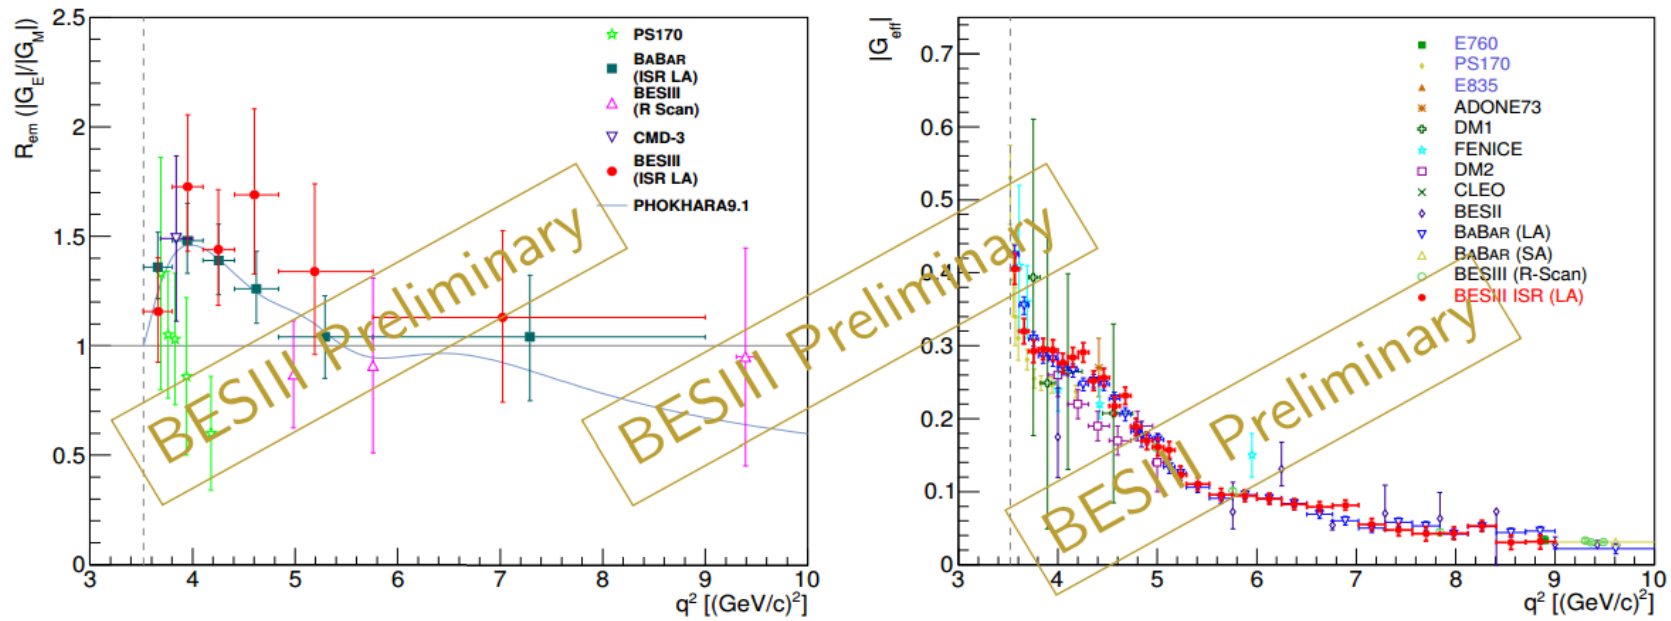 2.5
2
1.5
1
0.5
0
3
4
5
6
7
8
9
10
R_em (|G_E|/|G_M|)
q² [(GeV/c)²]
PS170
BABAR
(ISR LA)
BESIII
(R Scan)
CMD-3
BESIII
(ISR LA)
PHOKHARA9.1
BESIII Preliminary
BESIII Preliminary
|G_eff|
0.7
0.6
0.5
0.4
0.3
0.2
0.1
0
3
4
5
6
7
8
9
10
q² [(GeV/c)²]
E760
PS170
E835
ADONE73
DM1
FENICE
DM2
CLEO
BESII
BABAR (LA)
BABAR (SA)
BESIII (R-Scan)
BESIII ISR (LA)
BESIII Preliminary